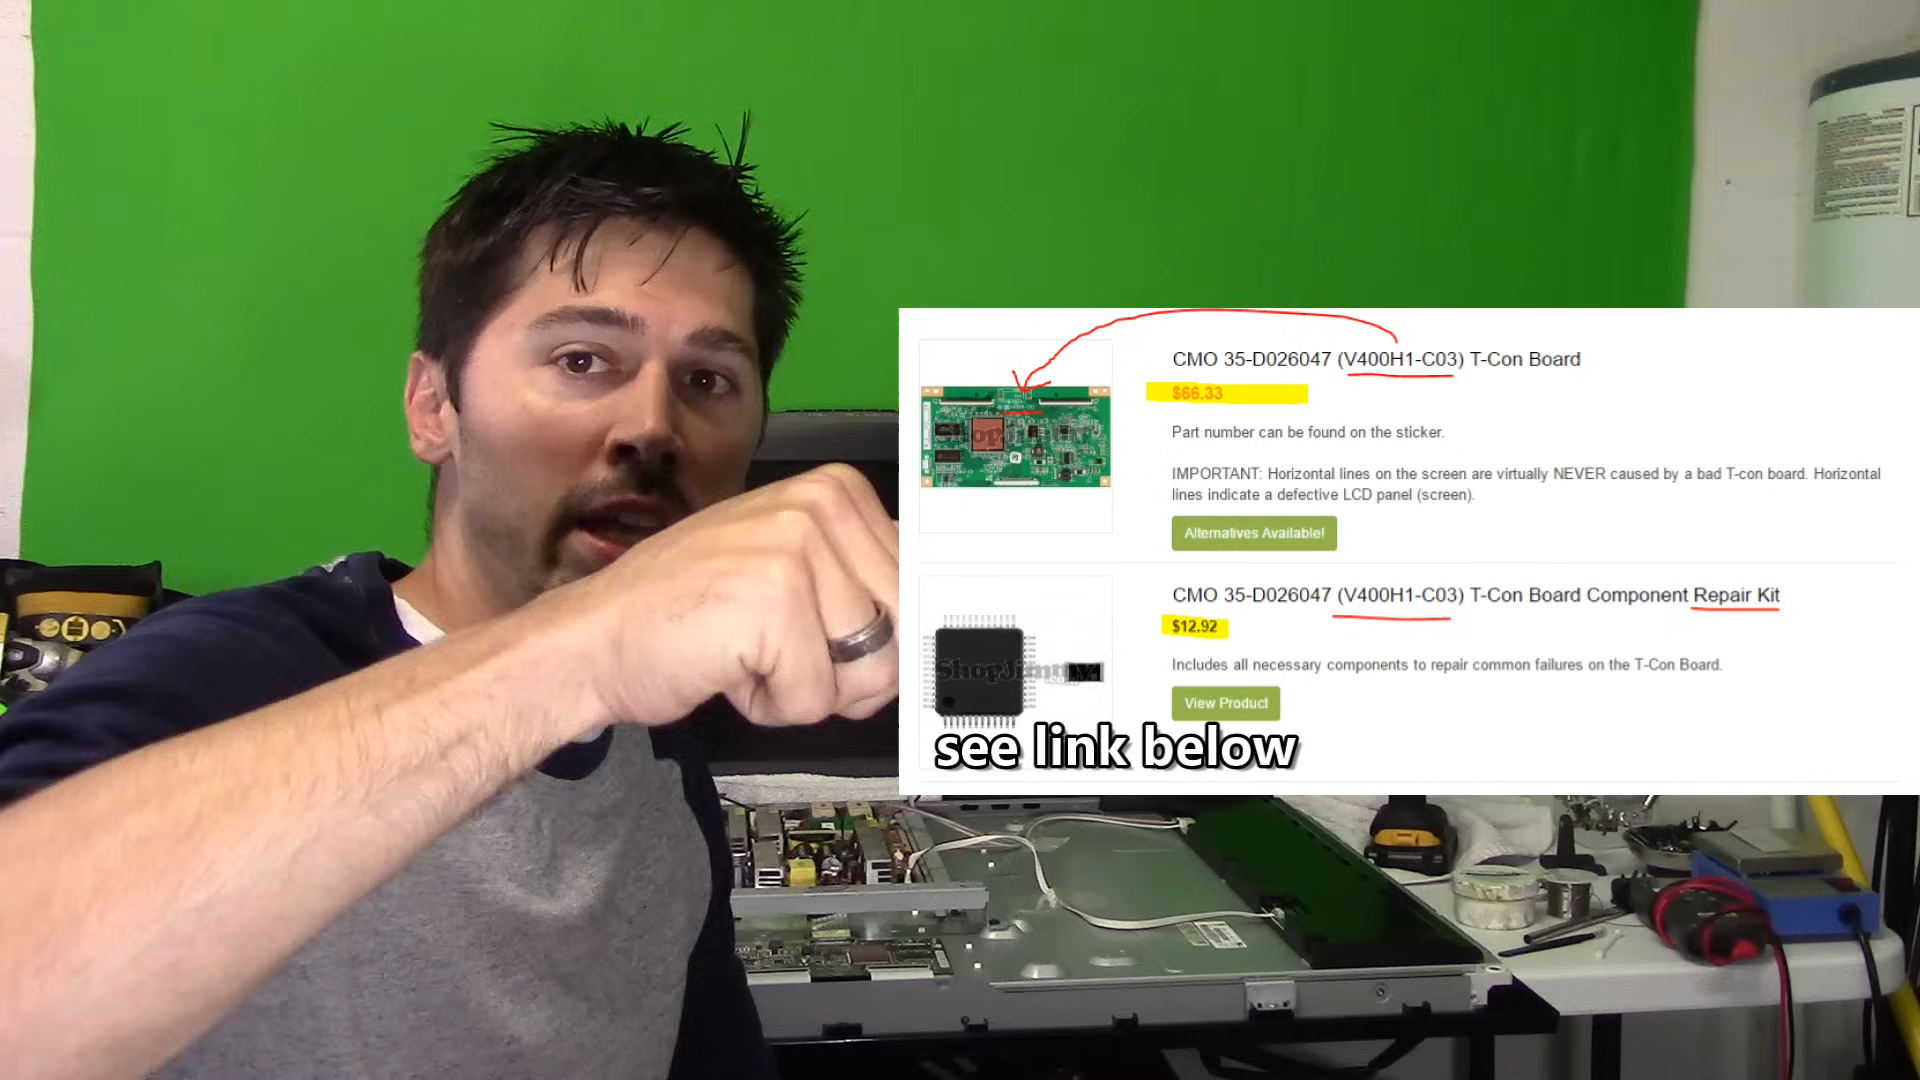 CMO 35-D026047 (V400H1-C03) T-Con Board
$66.33
Part number can be found on the sticker.
IMPORTANT: Horizontal lines on the screen are virtually NEVER caused by a bad T-con board. Horizontal
lines indicate a defective LCD panel (screen).
Alternatives Available!
CMO 35-D026047 (V400H1-C03) T-Con Board Component Repair Kit
$12.92
Includes all necessary components to repair common failures on the T-Con Board.
View Product
ShopJimmy
.com
see link below